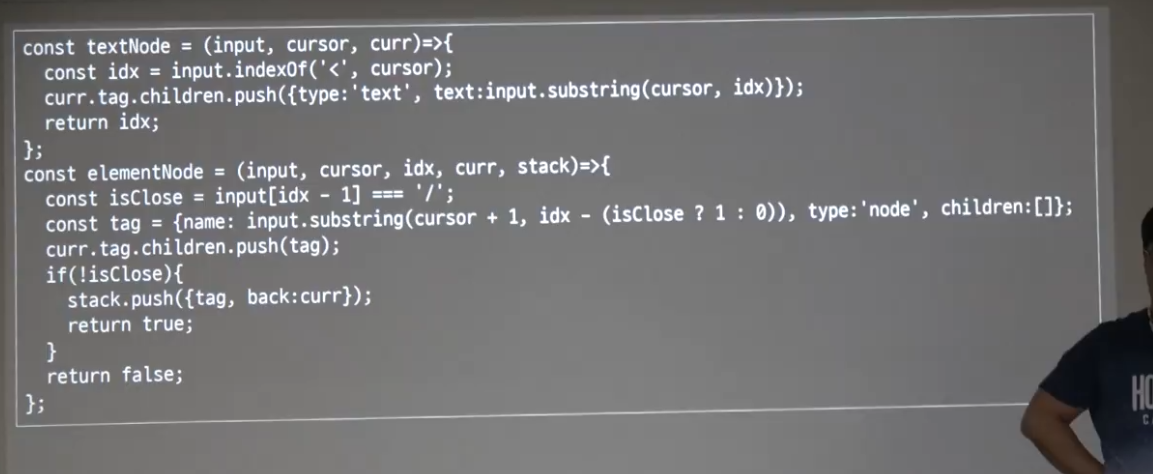 const textNode = (input, cursor, curr)=>{
  const idx = input.indexOf('<', cursor);
  curr.tag.children.push({type:'text', text:input.substring(cursor, idx)});
  return idx;
};
const elementNode = (input, cursor, idx, curr, stack)=>{
  const isClose = input[idx - 1] === '/';
  const tag = {name: input.substring(cursor + 1, idx - (isClose ? 1 : 0)), type:'node', children:[]};
  curr.tag.children.push(tag);
  if(!isClose){
    stack.push({tag, back:curr});
    return true;
  }
  return false;
};